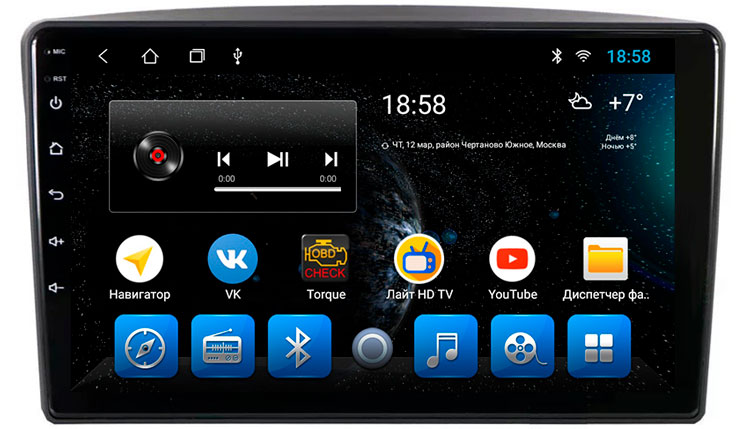 MIC
18:58
RST
18:58
+7°
Днём +8°
Ночью +5°
ЧТ, 12 мар, район Чертаново Южное, Москва
0:00
0:00
OBD
CHECK
Навигатор
VK
Torque
Лайт HD TV
YouTube
Диспетчер фа..